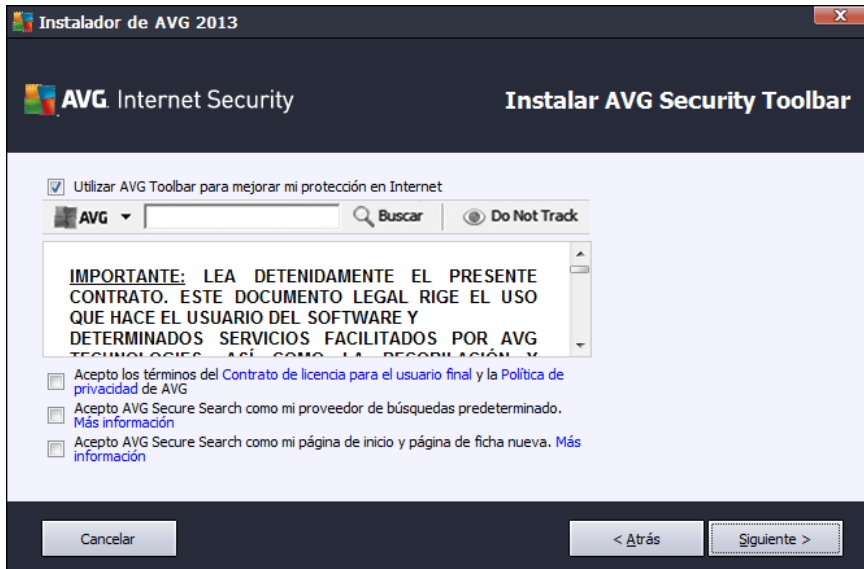 Instalador de AVG 2013
X
AVG. Internet Security
Instalar AVG Security Toolbar
Utilizar AVG Toolbar para mejorar mi protección en Internet
AVG
Buscar
Do Not Track
IMPORTANTE: LEA DETENIDAMENTE EL PRESENTE
CONTRATO. ESTE DOCUMENTO LEGAL RIGE EL USO
QUE HACE EL USUARIO DEL SOFTWARE Y
DETERMINADOS SERVICIOS FACILITADOS POR AVG
TECHNOLOGIES, ASÍ COMO LA RECOPILACIÓN Y
Acepto los términos del Contrato de licencia para el usuario final y la Política de
privacidad de AVG
Acepto AVG Secure Search como mi proveedor de búsquedas predeterminado.
Más información
Acepto AVG Secure Search como mi página de inicio y página de ficha nueva. Más
información
Cancelar
< Atrás
Siguiente >